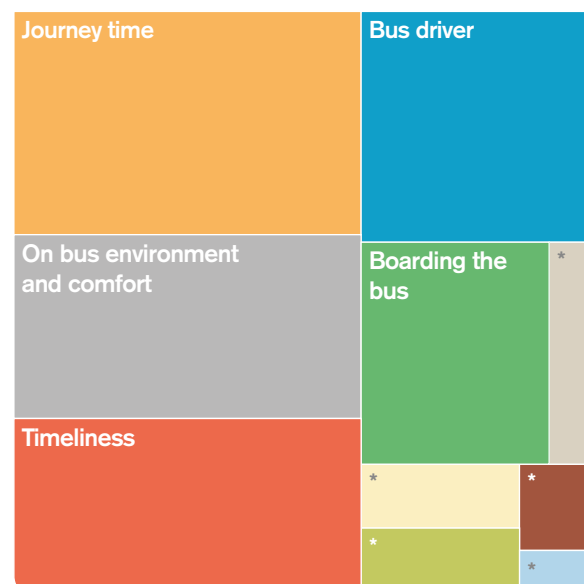 Journey time
Bus driver
On bus environment
and comfort
Boarding the
bus
*
Timeliness
*
*
*
*